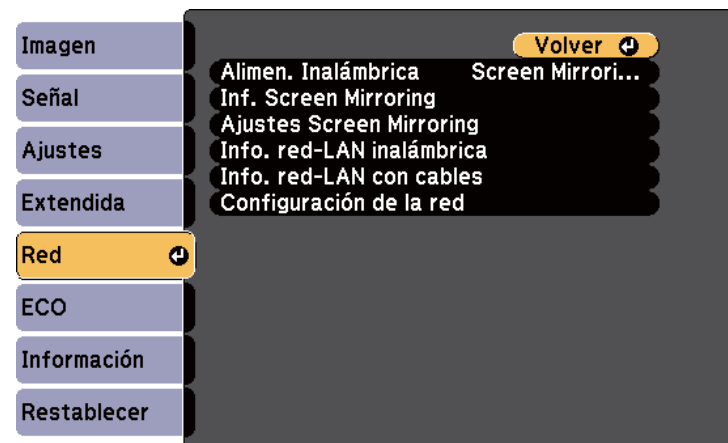 Imagen
Señal
Ajustes
Extendida
Red
ECO
Información
Restablecer
Volver
Alimen. Inalámbrica Screen Mirrori...
Inf. Screen Mirroring
Ajustes Screen Mirroring
Info. red-LAN inalámbrica
Info. red-LAN con cables
Configuración de la red